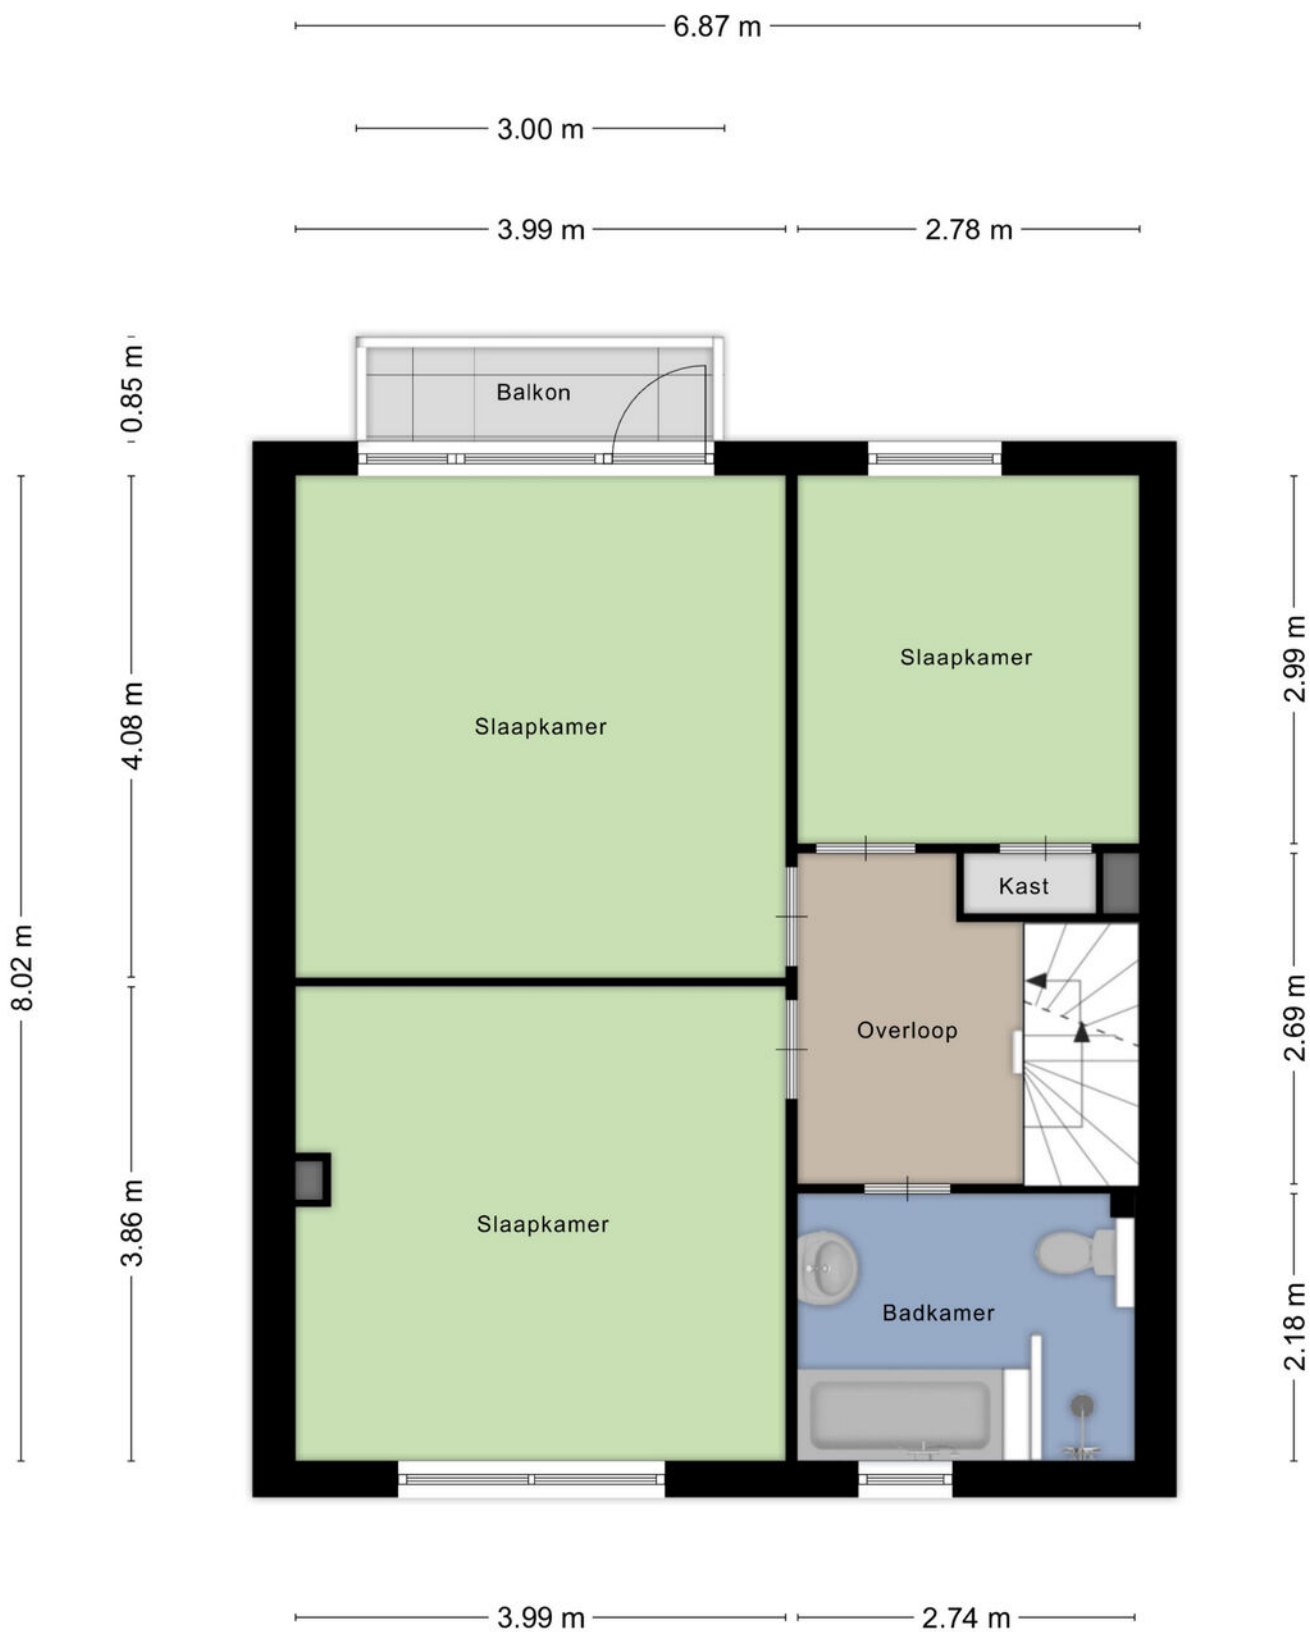 6.87 m
3.00 m
3.99 m
2.78 m
0.85 m
Balkon
4.08 m
8.02 m
2.99 m
Slaapkamer
Slaapkamer
Kast
Overloop
2.69 m
3.86 m
Slaapkamer
Badkamer
2.18 m
3.99 m
2.74 m